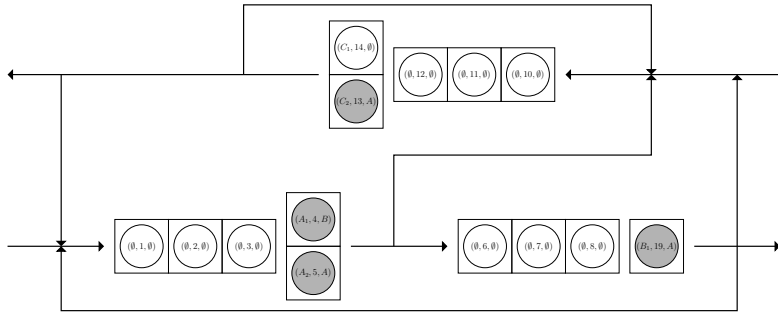 (C₁, 14, ∅)
(∅, 12, ∅) (∅, 11, ∅) (∅, 10, ∅)
(C₂, 13, A)
(A₁, 4, B)
(∅, 1, ∅) (∅, 2, ∅) (∅, 3, ∅) (∅, 6, ∅) (∅, 7, ∅) (∅, 8, ∅) (B₁, 19, A)
(A₂, 5, A)